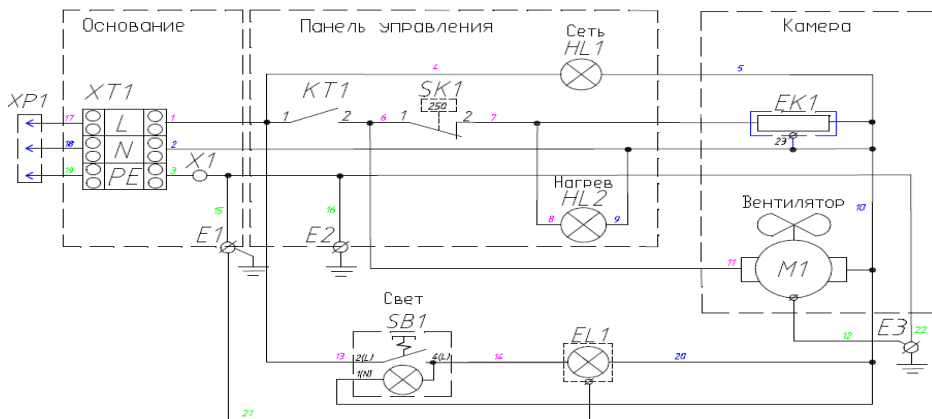 Основание
Панель управления
Камера
Сеть
HL1
4
5
XP1
XT1
KT1
SK1
250
EK1
17
L
1
1
2
6
1
2
7
18
N
2
23
19
PE
3
X1
Нагрев
HL2
8
9
Вентилятор
10
15
16
E1
E2
11
M1
Свет
SB1
EL1
12
E3
22
13
2(L)
4(L)
14
20
1(N)
21